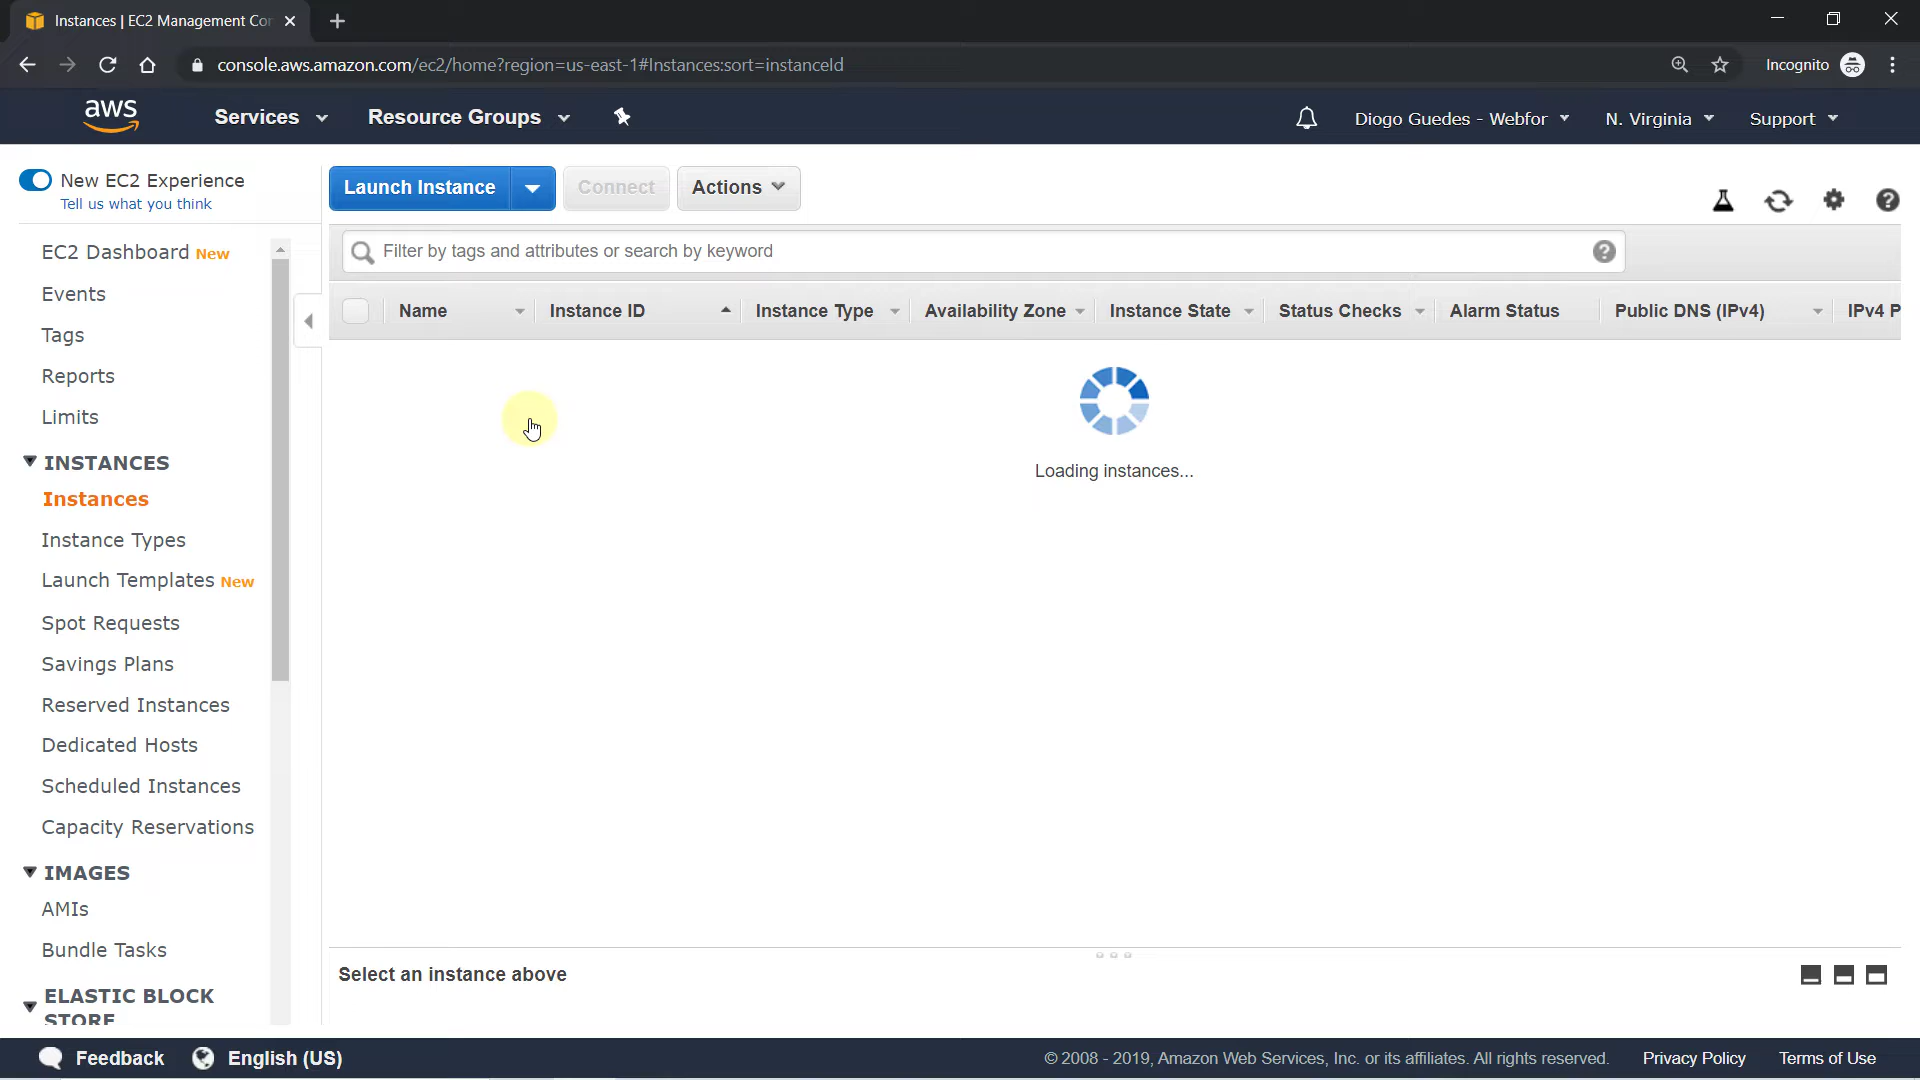 Instances | EC2 Management Con
console.aws.amazon.com/ec2/home?region=us-east-1#Instances:sort=instanceId
Incognito
aws
Services
Resource Groups
Diogo Guedes - Webfor
N. Virginia
Support
New EC2 Experience
Tell us what you think
Launch Instance
Connect
Actions
Filter by tags and attributes or search by keyword
EC2 Dashboard New
Events
Tags
Reports
Limits
INSTANCES
Instances
Instance Types
Launch Templates New
Spot Requests
Savings Plans
Reserved Instances
Dedicated Hosts
Scheduled Instances
Capacity Reservations
IMAGES
AMIs
Bundle Tasks
ELASTIC BLOCK
STORE
Name
Instance ID
Instance Type
Availability Zone
Instance State
Status Checks
Alarm Status
Public DNS (IPv4)
IPv4 P
Loading instances...
Select an instance above
Feedback
English (US)
© 2008 - 2019, Amazon Web Services, Inc. or its affiliates. All rights reserved.
Privacy Policy
Terms of Use